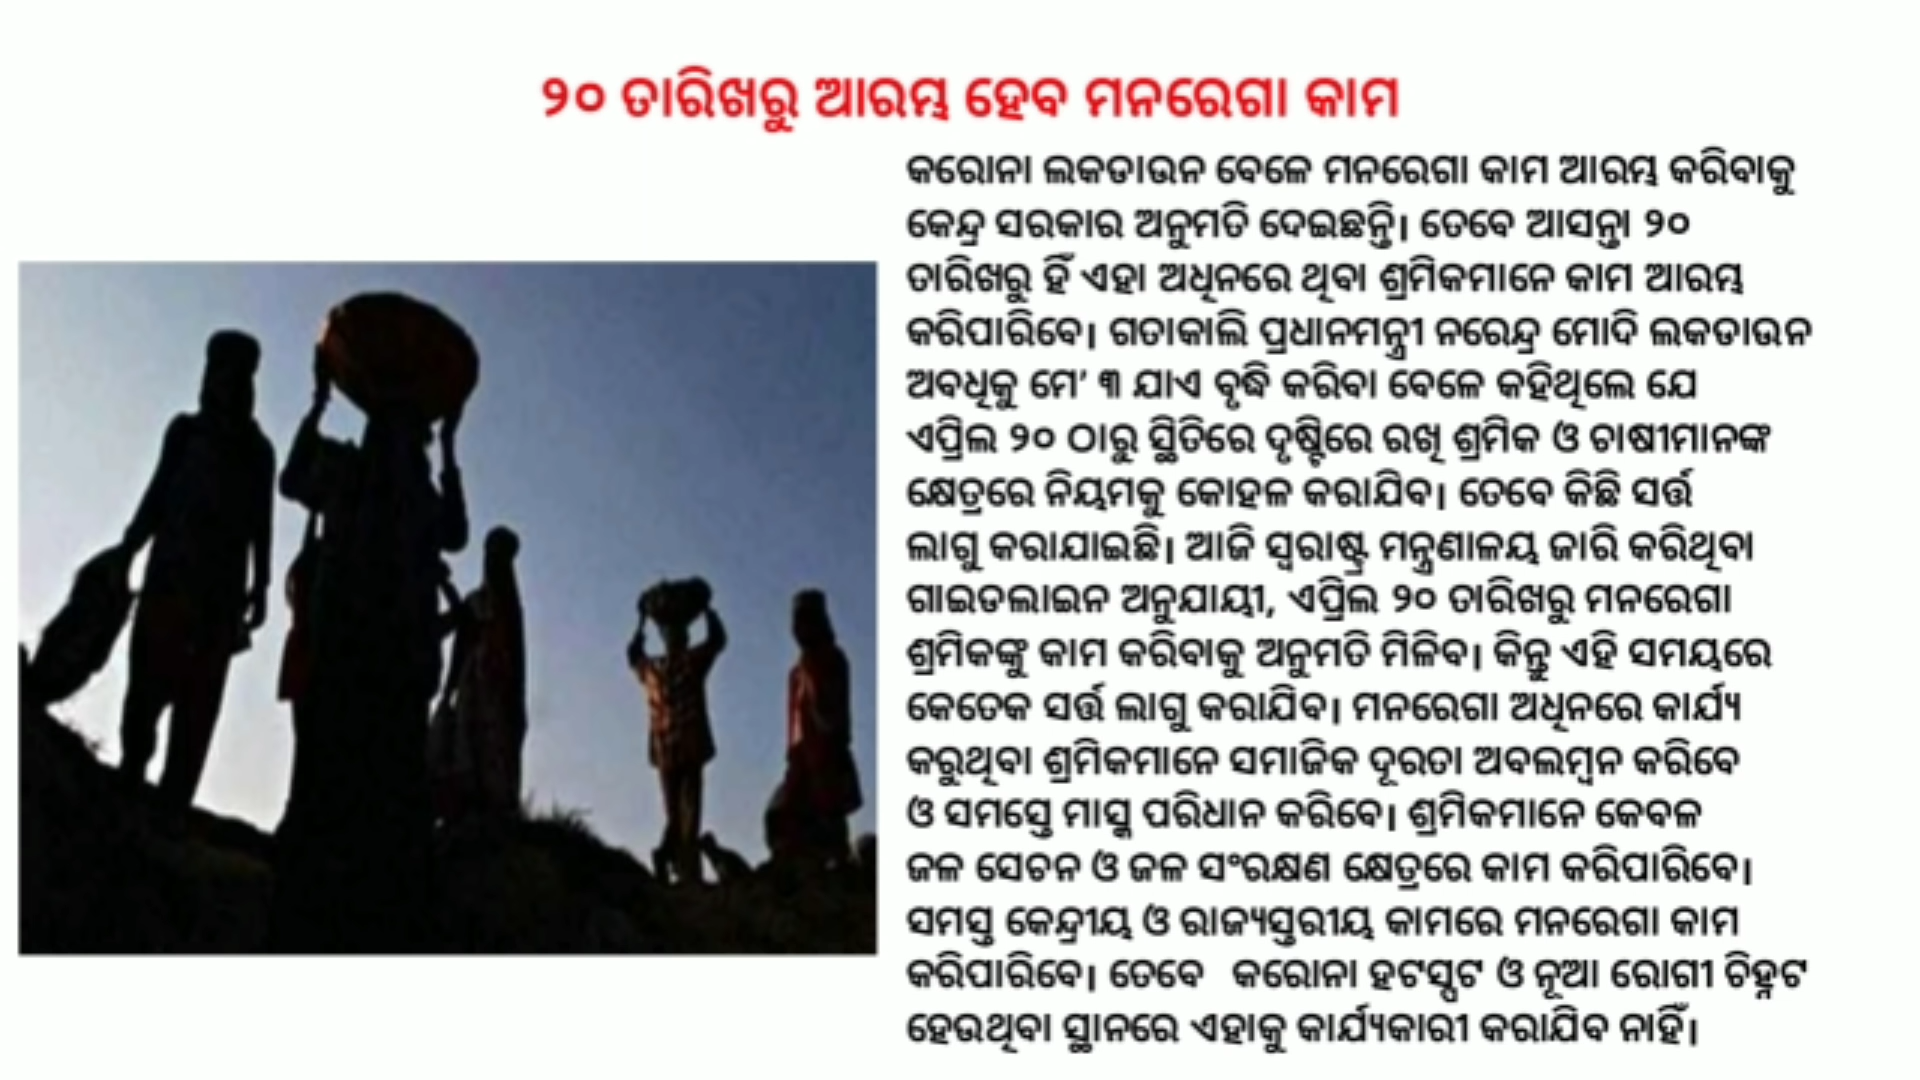 ୨୦ ତାରିଖରୁ ଆରମ୍ଭ ହେବ ମନରେଗା କାମ
କରୋନା ଲକଡାଉନ ବେଳେ ମନରେଗା କାମ ଆରମ୍ଭ କରିବାକୁ
କେନ୍ଦ୍ର ସରକାର ଅନୁମତି ଦେଇଛନ୍ତି। ତେବେ ଆସନ୍ତା ୨୦
ତାରିଖରୁ ହିଁ ଏହା ଅଧିନରେ ଥିବା ଶ୍ରମିକମାନେ କାମ ଆରମ୍ଭ
କରିପାରିବେ। ଗତାକାଲି ପ୍ରଧାନମନ୍ତ୍ରୀ ନରେନ୍ଦ୍ର ମୋଦି ଲକଡାଉନ
ଅବଧିକୁ ମେ’ ୩ ଯାଏ ବୃଦ୍ଧି କରିବା ବେଳେ କହିଥିଲେ ଯେ
ଏପ୍ରିଲ ୨୦ ଠାରୁ ସ୍ଥିତିରେ ଦୃଷ୍ଟିରେ ରଖି ଶ୍ରମିକ ଓ ଚାଷୀମାନଙ୍କ
କ୍ଷେତ୍ରରେ ନିୟମକୁ କୋହଳ କରାଯିବ। ତେବେ କିଛି ସର୍ତ୍ତ
ଲାଗୁ କରାଯାଇଛି। ଆଜି ସ୍ୱରାଷ୍ଟ୍ର ମନ୍ତ୍ରଣାଳୟ ଜାରି କରିଥିବା
ଗାଇଡଲାଇନ ଅନୁଯାୟୀ, ଏପ୍ରିଲ ୨୦ ତାରିଖରୁ ମନରେଗା
ଶ୍ରମିକଙ୍କୁ କାମ କରିବାକୁ ଅନୁମତି ମିଳିବ। କିନ୍ତୁ ଏହି ସମୟରେ
କେତେକ ସର୍ତ୍ତ ଲାଗୁ କରାଯିବ। ମନରେଗା ଅଧିନରେ କାର୍ଯ୍ୟ
କରୁଥିବା ଶ୍ରମିକମାନେ ସମାଜିକ ଦୂରତା ଅବଲମ୍ବନ କରିବେ
ଓ ସମସ୍ତେ ମାସ୍କ ପରିଧାନ କରିବେ। ଶ୍ରମିକମାନେ କେବଳ
ଜଳ ସେଚନ ଓ ଜଳ ସଂରକ୍ଷଣ କ୍ଷେତ୍ରରେ କାମ କରିପାରିବେ।
ସମସ୍ତ କେନ୍ଦ୍ରୀୟ ଓ ରାଜ୍ୟସ୍ତରୀୟ କାମରେ ମନରେଗା କାମ
କରିପାରିବେ। ତେବେ କରୋନା ହଟସ୍ପଟ ଓ ନୂଆ ରୋଗୀ ଚିହ୍ନଟ
ହେଉଥିବା ସ୍ଥାନରେ ଏହାକୁ କାର୍ଯ୍ୟକାରୀ କରାଯିବ ନାହିଁ।